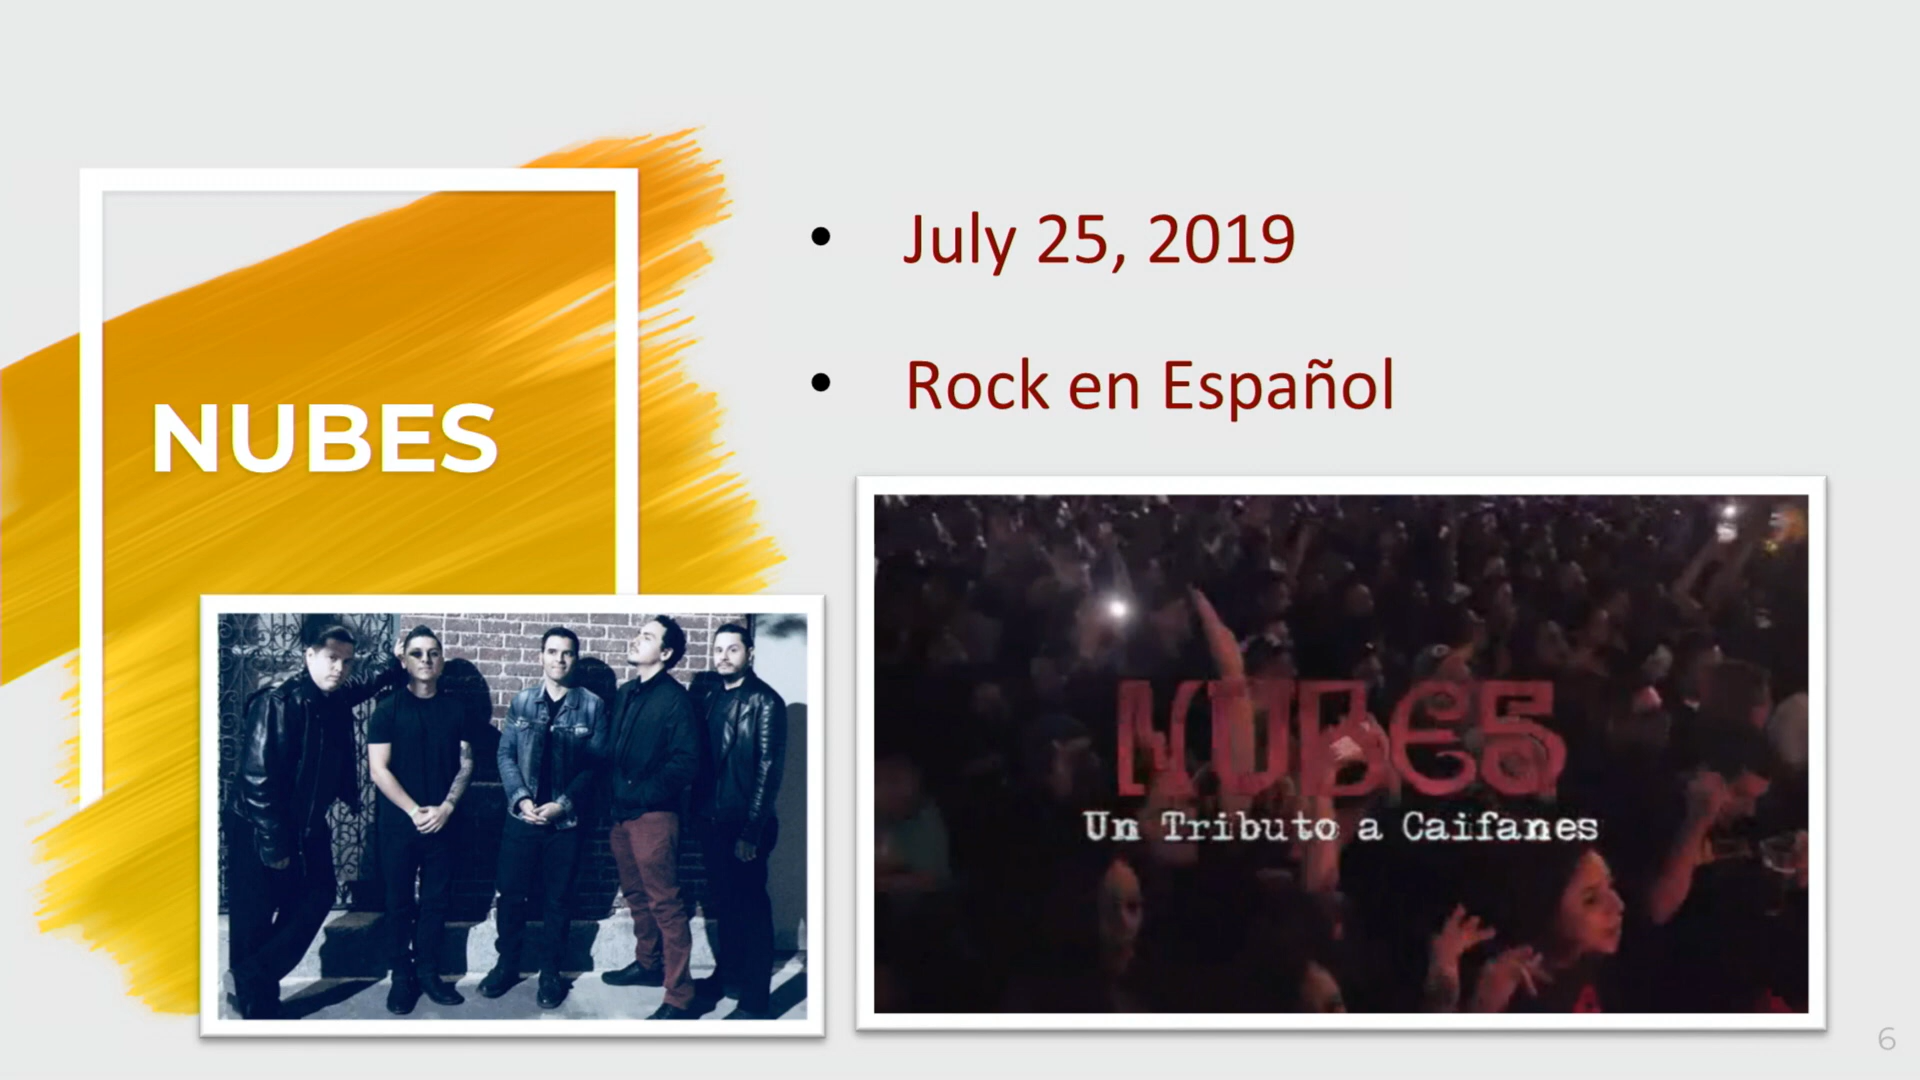 NUBES
• July 25, 2019
• Rock en Español
NUBES
Un Tributo a Caifanes
6